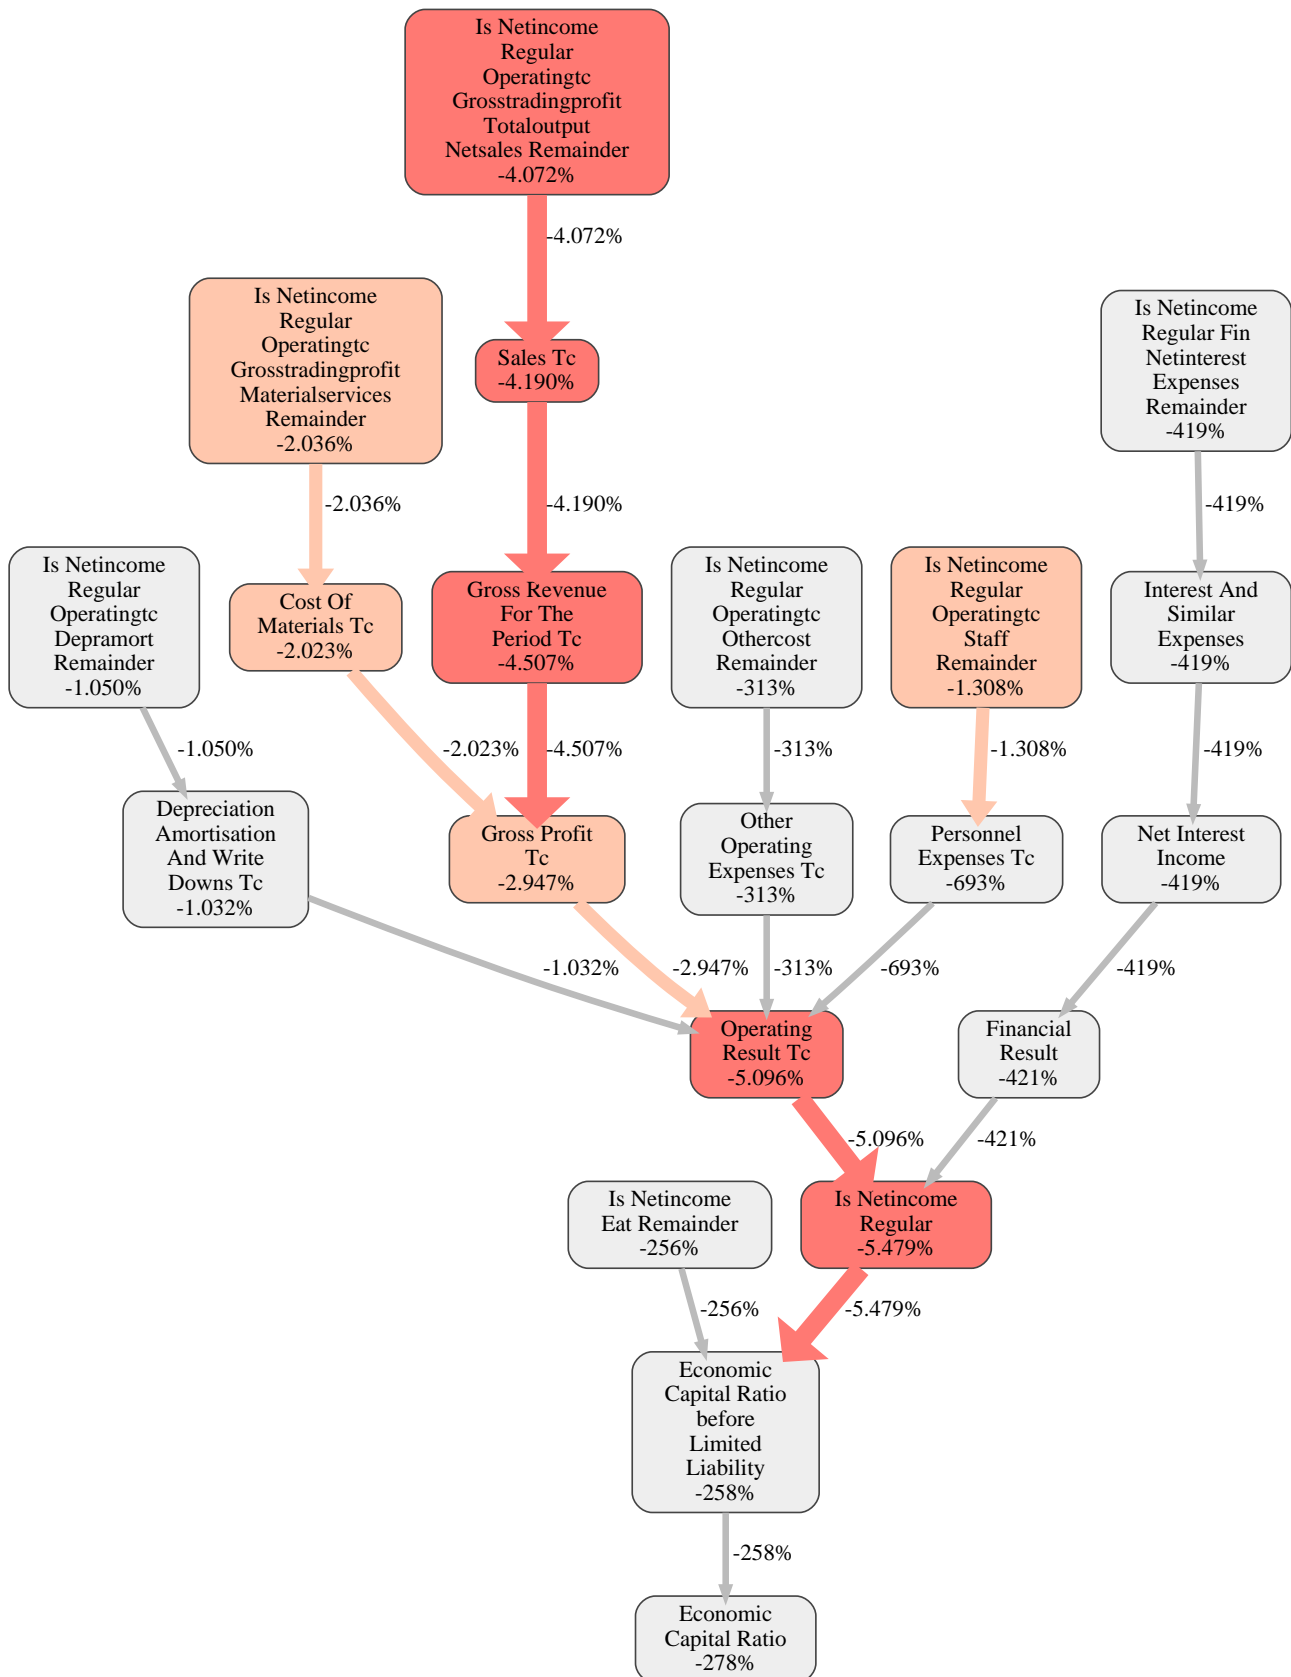 Is Netincome
Regular
Operatingtc
Grosstradingprofit
Totaloutput
Netsales Remainder
-4.072%
-4.072%
Is Netincome
Regular
Operatingtc
Grosstradingprofit
Materialservices
Remainder
-2.036%
Is Netincome
Regular Fin
Netinterest
Expenses
Remainder
-419%
Sales Tc
-4.190%
-2.036%
-4.190%
-419%
Is Netincome
Regular
Operatingtc
Depramort
Remainder
-1.050%
Cost Of
Materials Tc
-2.023%
Gross Revenue
For The
Period Tc
-4.507%
Is Netincome
Regular
Operatingtc
Othercost
Remainder
-313%
Is Netincome
Regular
Operatingtc
Staff
Remainder
-1.308%
Interest And
Similar
Expenses
-419%
-1.050%
-2.023%
-4.507%
-313%
-1.308%
-419%
Depreciation
Amortisation
And Write
Downs Tc
-1.032%
Gross Profit
Tc
-2.947%
Other
Operating
Expenses Tc
-313%
Personnel
Expenses Tc
-693%
Net Interest
Income
-419%
-1.032%
-2.947%
-313%
-693%
-419%
Operating
Result Tc
-5.096%
Financial
Result
-421%
-5.096%
-421%
Is Netincome
Eat Remainder
-256%
Is Netincome
Regular
-5.479%
-256%
-5.479%
Economic
Capital Ratio
before
Limited
Liability
-258%
-258%
Economic
Capital Ratio
-278%